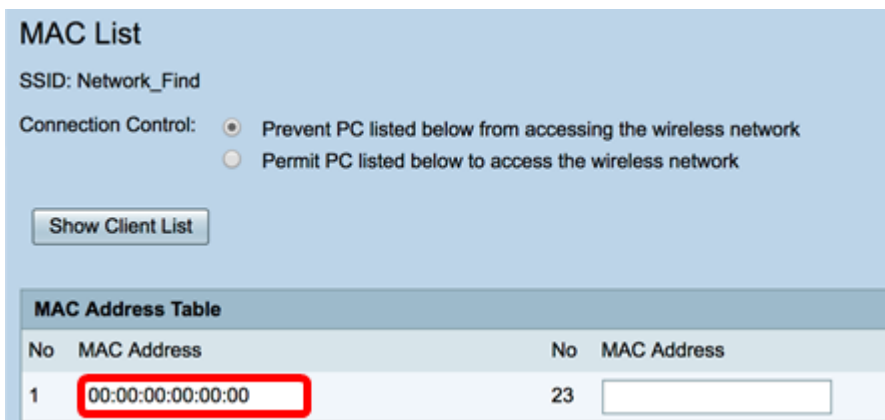 MAC List
SSID: Network_Find
Connection Control: Prevent PC listed below from accessing the wireless network
Permit PC listed below to access the wireless network
Show Client List
MAC Address Table
No MAC Address No MAC Address
1 00:00:00:00:00:00 23